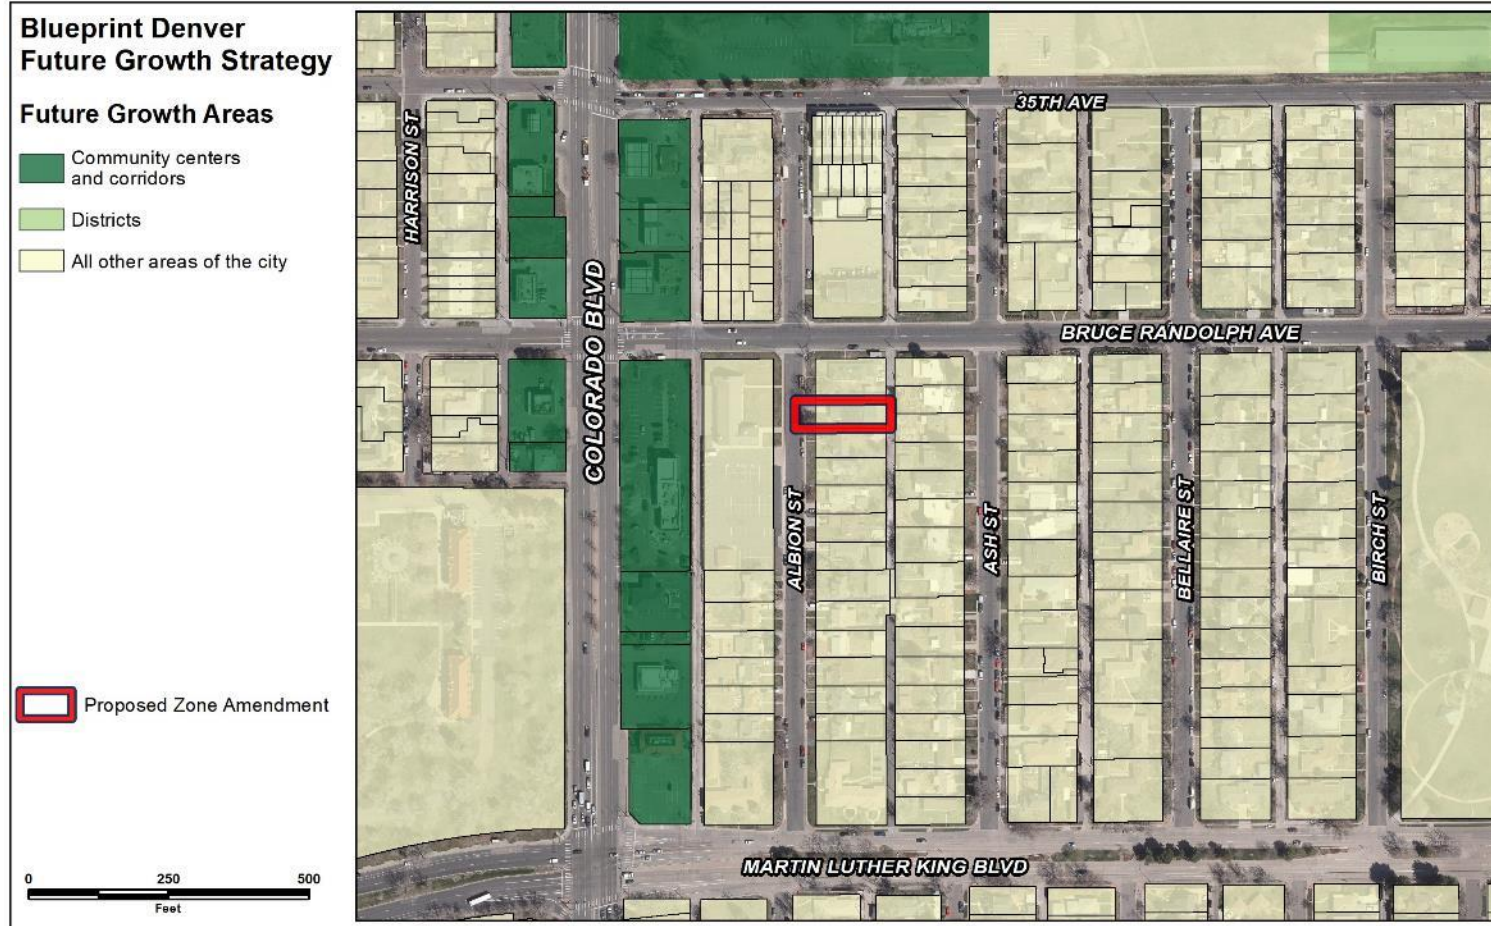 Blueprint Denver
Future Growth Strategy
Future Growth Areas
Community centers
and corridors
Districts
All other areas of the city
Proposed Zone Amendment
0 250 500
Feet
35TH AVE
HARRISON ST
COLORADO BLVD
BRUCE RANDOLPH AVE
ALBION ST
ASH ST
BELLAIRE ST
BIRCH ST
MARTIN LUTHER KING BLVD